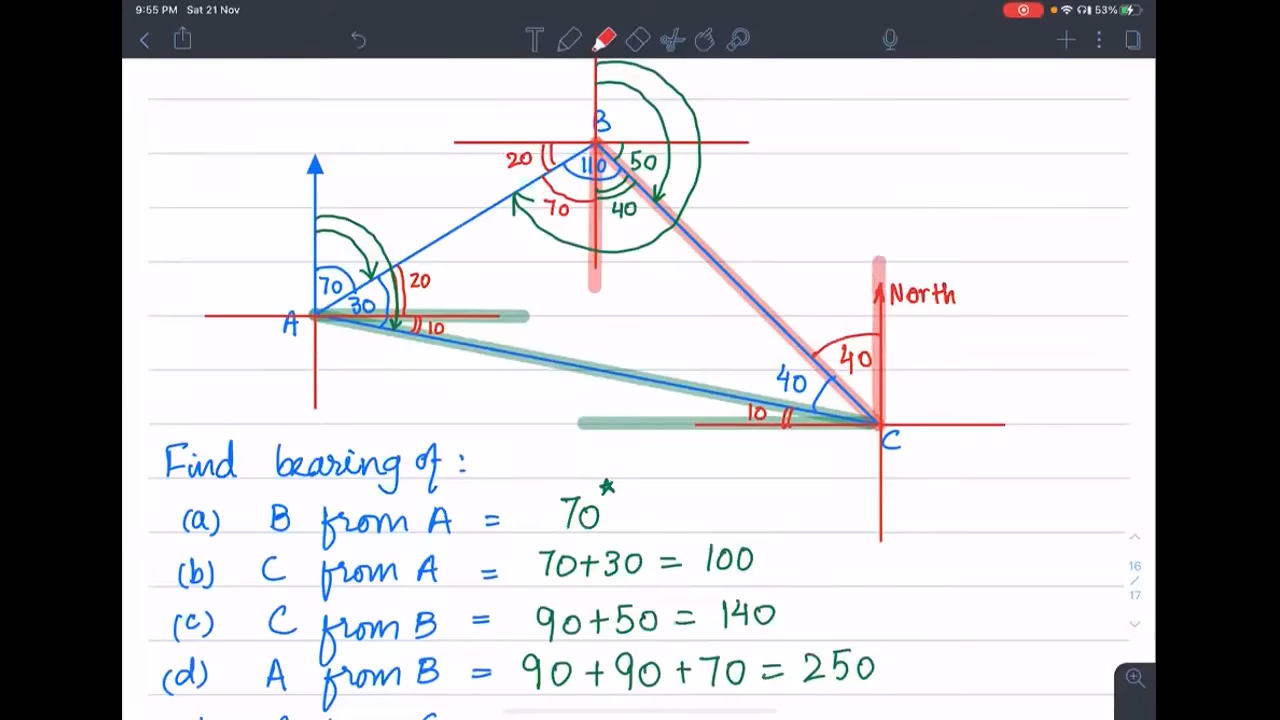 9:55 PM Sat 21 Nov
53%
T
B
20
110
50
70
40
70
30
20
A
10
North
40
40
10
C
Find bearing of :
(a) B from A = 70*
(b) C from A = 70+30 = 100
(c) C from B = 90+50 = 140
(d) A from B = 90+90+70 = 250
16
/
17